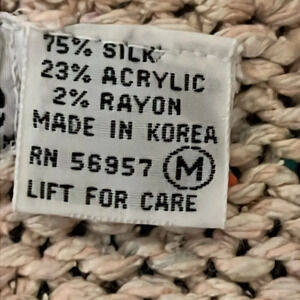 75% SILK
23% ACRYLIC
2% RAYON
MADE IN KOREA
RN 56957 M
LIFT FOR CARE